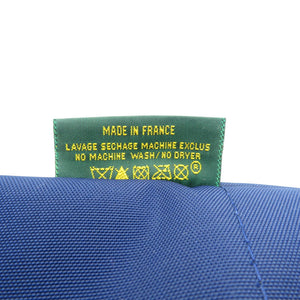 MADE IN FRANCE
LAVAGE SECHAGE MACHINE EXCLUS
NO MACHINE WASH/NO DRYER
®